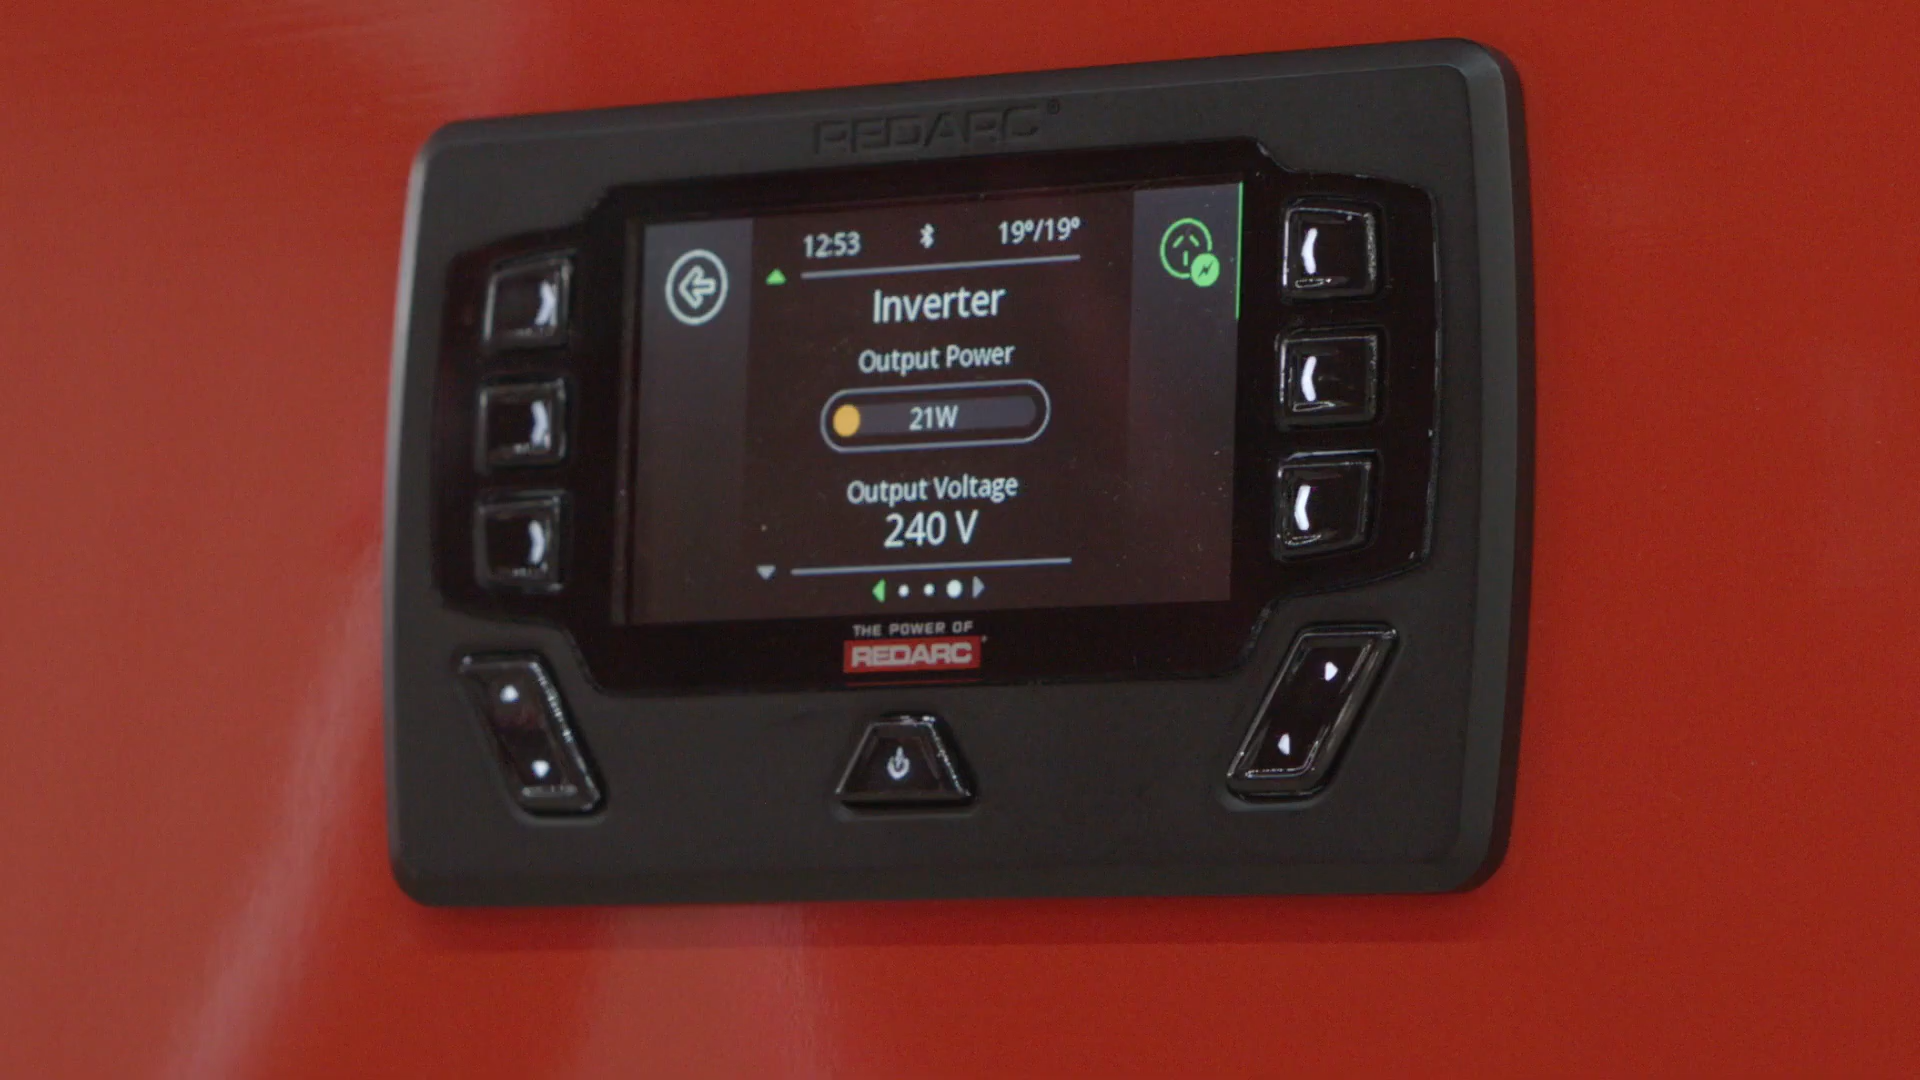 REDARC®
12:53 19°/19°
Inverter
Output Power
21W
Output Voltage
240 V
THE POWER OF
REDARC®